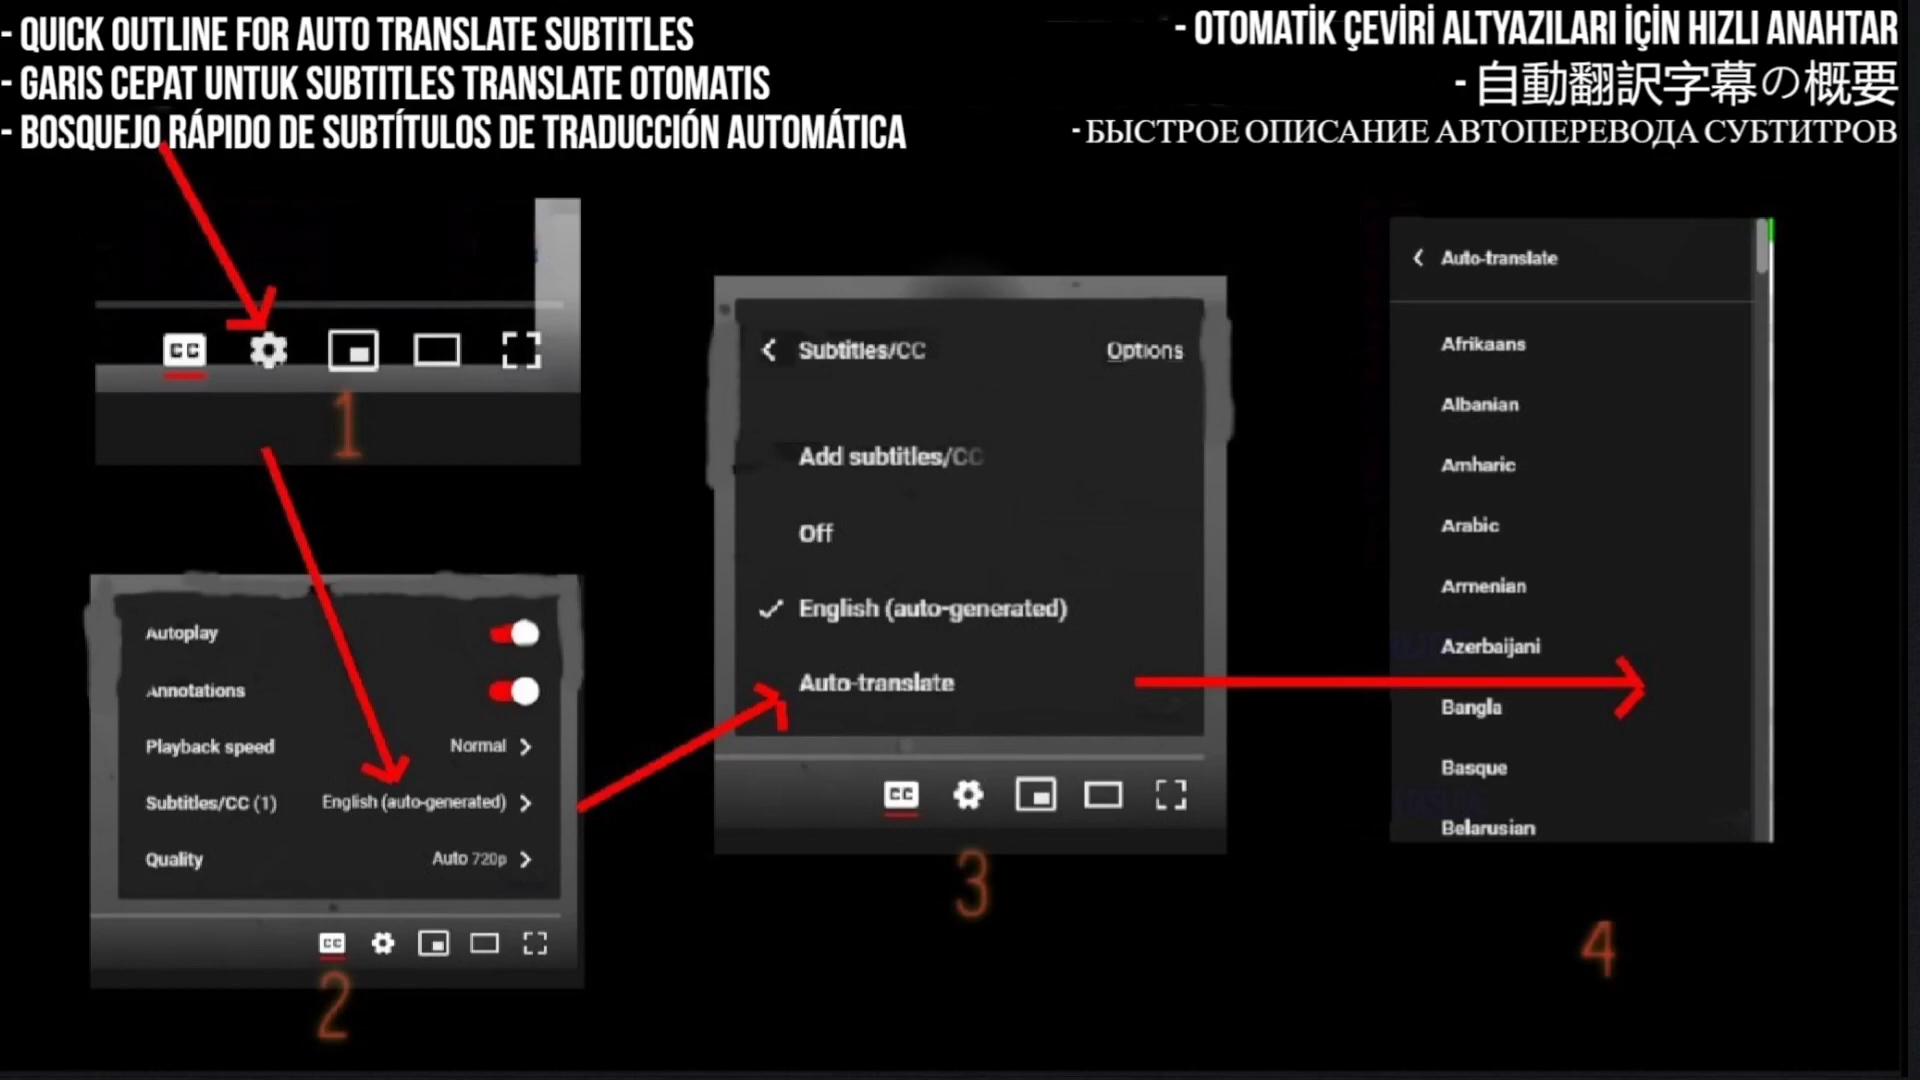 - QUICK OUTLINE FOR AUTO TRANSLATE SUBTITLES
- GARIS CEPAT UNTUK SUBTITLES TRANSLATE OTOMATIS
- BOSQUEJO RÁPIDO DE SUBTÍTULOS DE TRADUCCIÓN AUTOMÁTICA
- OTOMATİK ÇEVİRİ ALTYAZILARI İÇİN HIZLI ANAHTAR
- 自動翻訳字幕の概要
- БЫСТРОЕ ОПИСАНИЕ АВТОПЕРЕВОДА СУБТИТРОВ
CC
1
Autoplay
Annotations
Playback speed Normal
Subtitles/CC (1) English (auto-generated)
Quality Auto 720p
CC
2
Subtitles/CC Options
Add subtitles/CC
Off
English (auto-generated)
Auto-translate
CC
3
Auto-translate
Afrikaans
Albanian
Amharic
Arabic
Armenian
Azerbaijani
Bangla
Basque
Belarusian
4